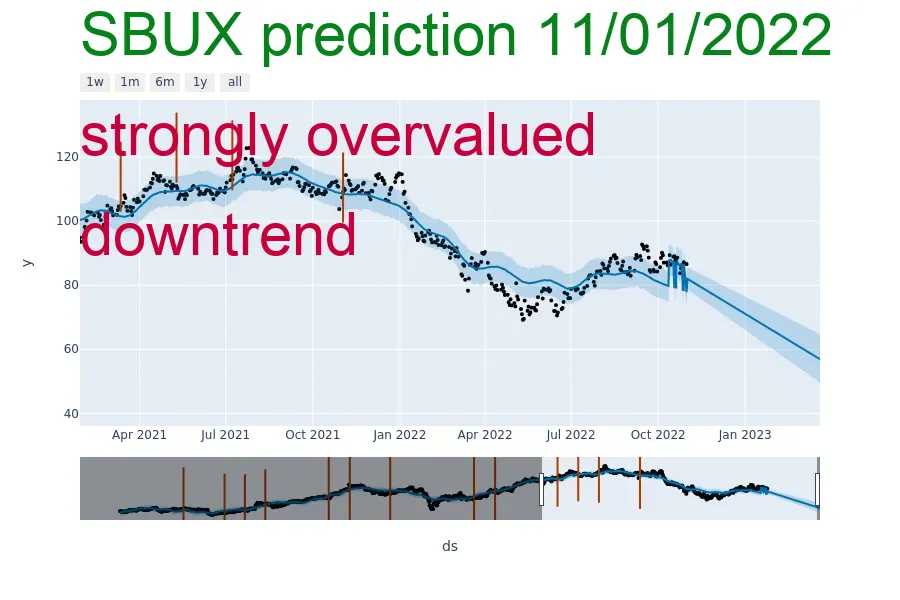 SBUX prediction 11/01/2022
1w 1m 6m 1y all
strongly overvalued
downtrend
120
100
80
60
40
y
Apr 2021 Jul 2021 Oct 2021 Jan 2022 Apr 2022 Jul 2022 Oct 2022 Jan 2023
ds